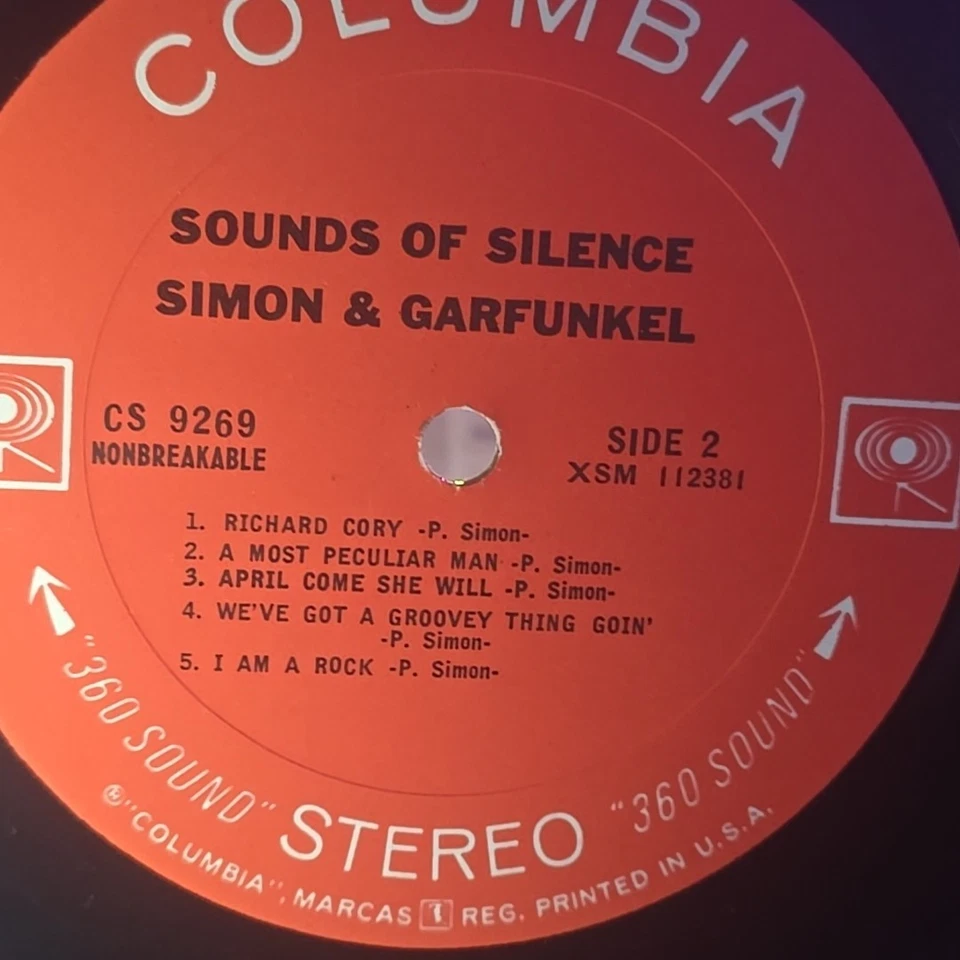 COLUMBIA
SOUNDS OF SILENCE
SIMON & GARFUNKEL
CS 9269
NONBREAKABLE
SIDE 2
XSM 112381
1. RICHARD CORY -P. Simon-
2. A MOST PECULIAR MAN -P. Simon-
3. APRIL COME SHE WILL -P. Simon-
4. WE'VE GOT A GROOVEY THING GOIN'
-P. Simon-
5. I AM A ROCK -P. Simon-
"360 SOUND" STEREO "360 SOUND"
® "COLUMBIA", MARCAS REG. PRINTED IN U.S.A.